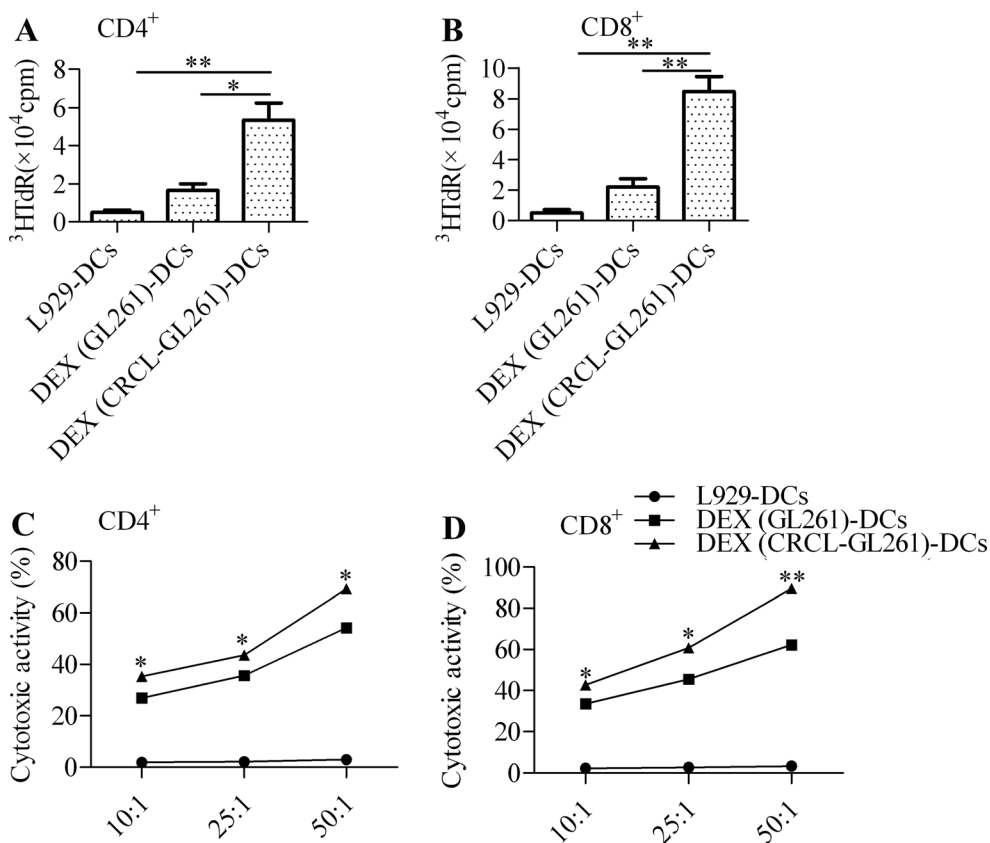 A CD4⁺
³HTdR(×10⁴cpm)
8
6
4
2
0
**
*
L929-DCs
DEX (GL261)-DCs
DEX (CRCL-GL261)-DCs
B CD8⁺
³HTdR(×10⁴cpm)
10
8
6
4
2
0
**
**
L929-DCs
DEX (GL261)-DCs
DEX (CRCL-GL261)-DCs
C CD4⁺
Cytotoxic activity (%)
80
60
40
20
0
*
*
*
10:1
25:1
50:1
D CD8⁺
L929-DCs
DEX (GL261)-DCs
DEX (CRCL-GL261)-DCs
Cytotoxic activity (%)
100
80
60
40
20
0
*
*
**
10:1
25:1
50:1